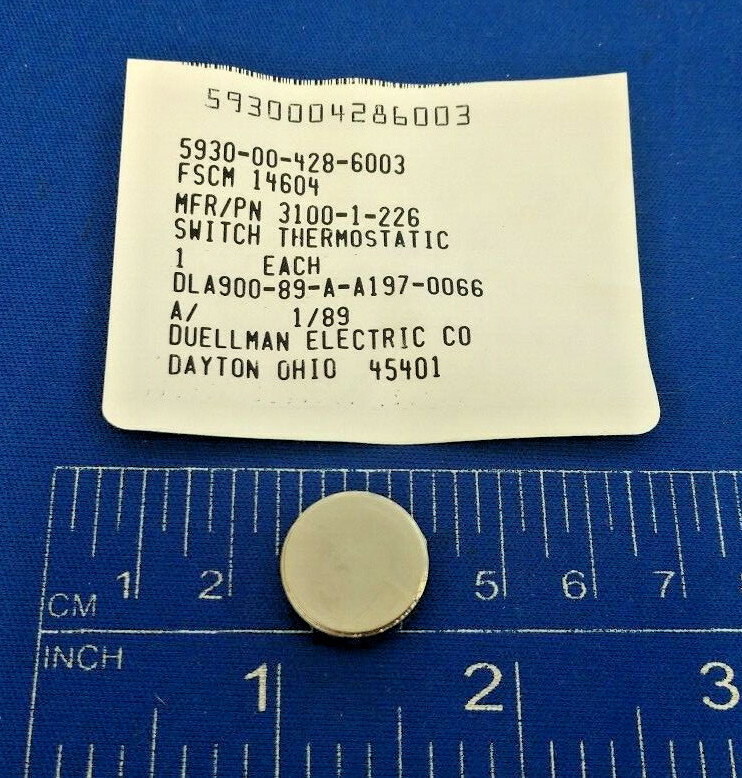 5930004286003
5930-00-428-6003
FSCM 14604
MFR/PN 3100-1-226
SWITCH THERMOSTATIC
1 EACH
DLA900-89-A-A197-0066
A/ 1/89
DUELLMAN ELECTRIC CO
DAYTON OHIO 45401
1 2 5 6 7
CM
INCH
1 2 3